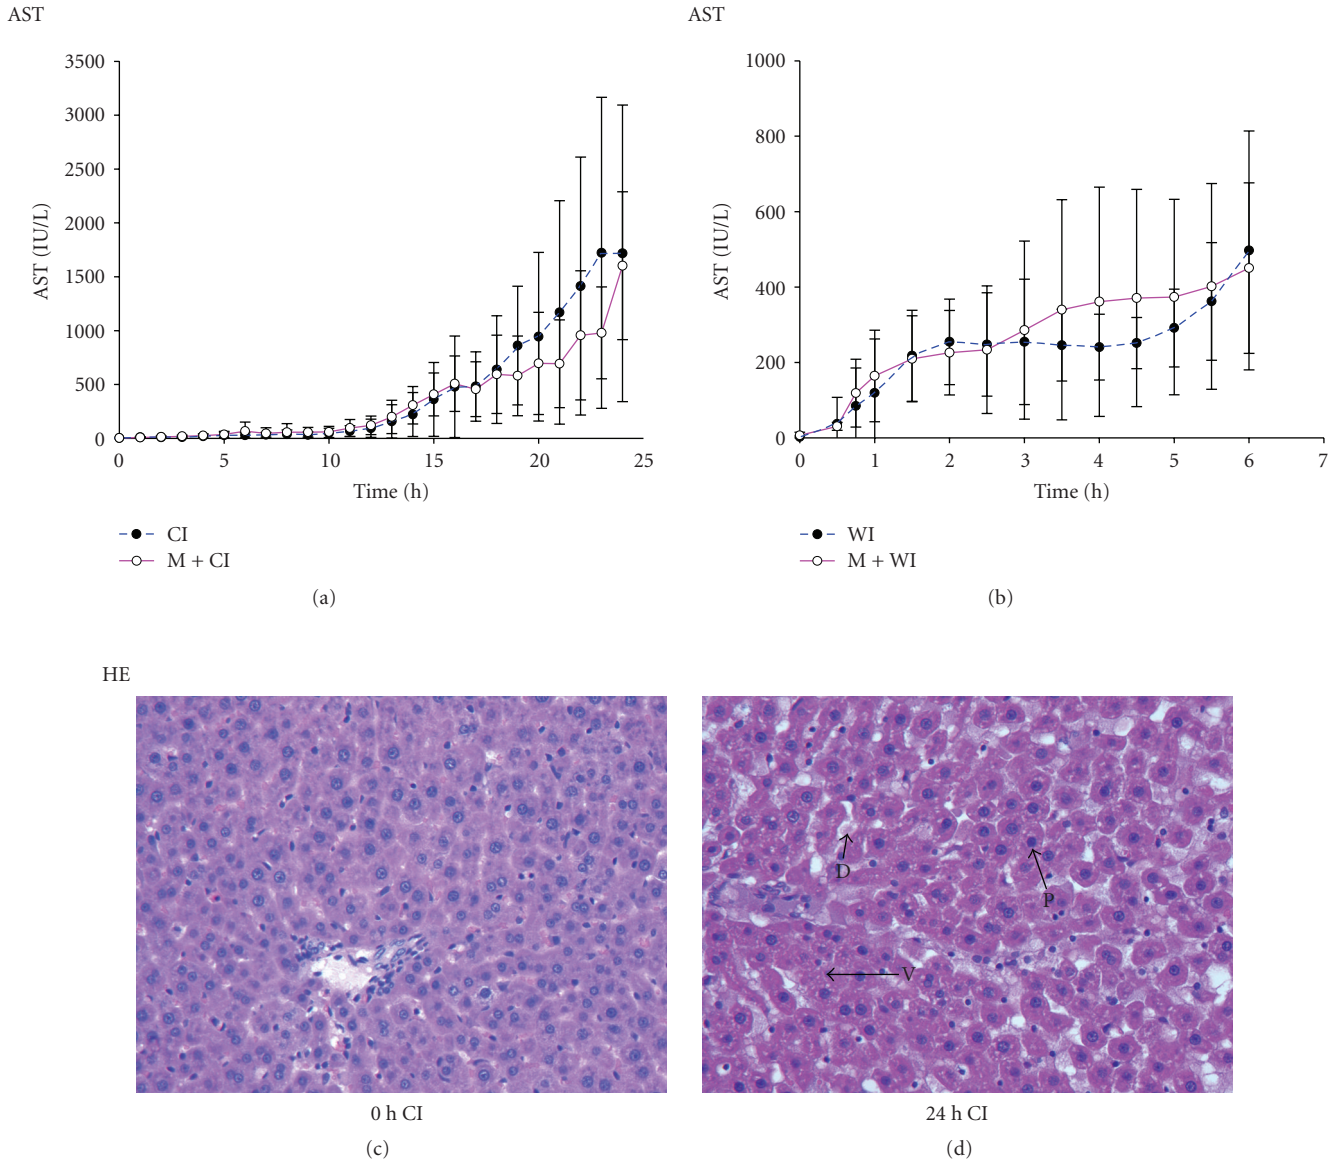 AST
3500
3000
2500
2000
1500
1000
500
0
AST (IU/L)
0 5 10 15 20 25
Time (h)
CI
M + CI
(a)
AST
1000
800
600
400
200
0
AST (IU/L)
0 1 2 3 4 5 6 7
Time (h)
WI
M + WI
(b)
HE
0 h CI
(c)
D
P
V
24 h CI
(d)